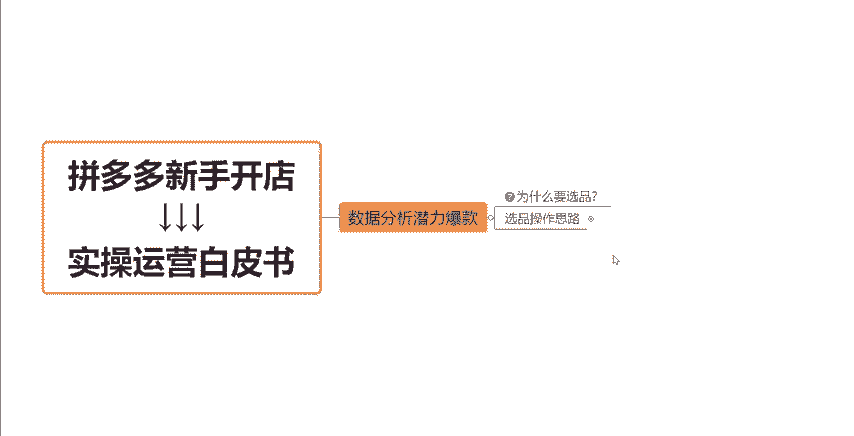 拼多多新手开店
↓↓↓
实操运营白皮书
数据分析潜力爆款
为什么要选品?
选品操作思路